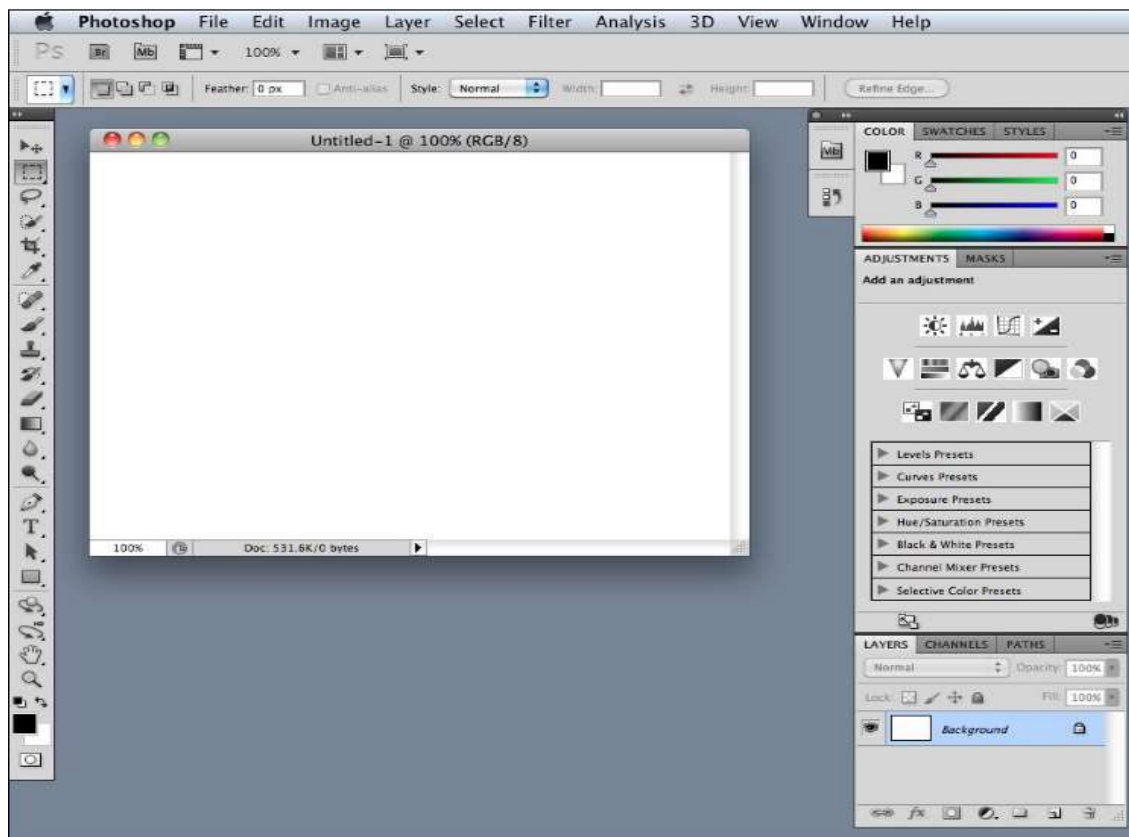 Photoshop File Edit Image Layer Select Filter Analysis 3D View Window Help
Ps Br Mb 100%
Feather: 0 px Anti-alias Style: Normal Width: Height: Refine Edge...
Untitled-1 @ 100% (RGB/8)
100% Doc: 531.6K/0 bytes
Mb
COLOR SWATCHES STYLES
R 0
G 0
B 0
ADJUSTMENTS MASKS
Add an adjustment
Levels Presets
Curves Presets
Exposure Presets
Hue/Saturation Presets
Black & White Presets
Channel Mixer Presets
Selective Color Presets
LAYERS CHANNELS PATHS
Normal Opacity: 100%
Lock: Fill: 100%
Background
fx
T